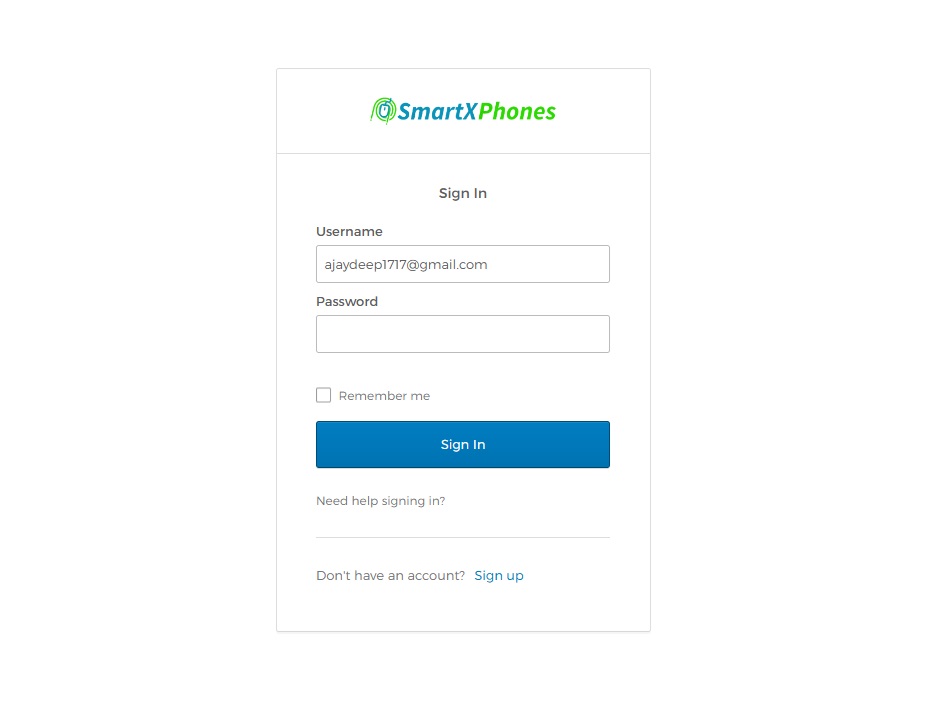 SmartXPhones
Sign In
Username
ajaydeep1717@gmail.com
Password
Remember me
Sign In
Need help signing in?
Don't have an account? Sign up